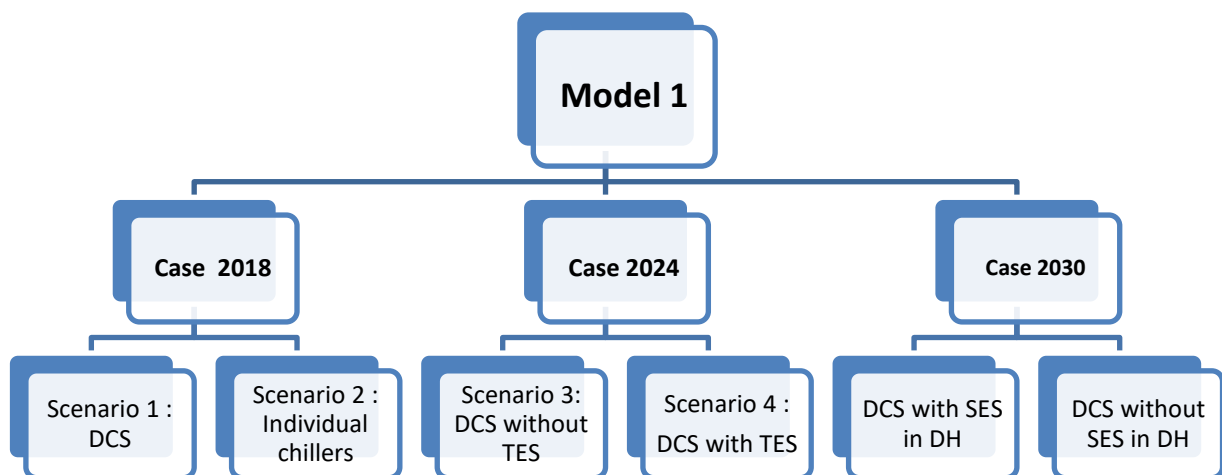 Model 1
Case  2018
Case 2024
Case 2030
Scenario 1 :
DCS
Scenario 2 :
Individual
chillers
Scenario 3:
DCS without
TES
Scenario 4 :
DCS with TES
DCS with SES
in DH
DCS without
SES in DH